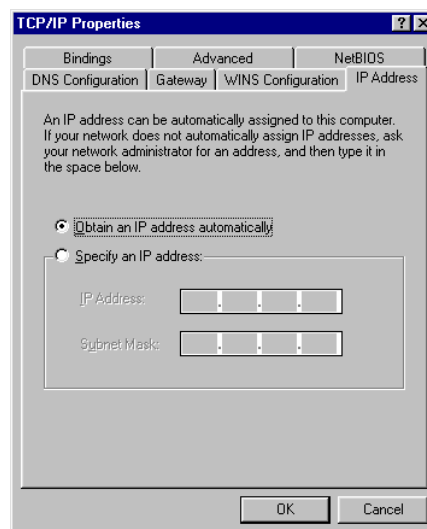 TCP/IP Properties
Bindings Advanced NetBIOS
DNS Configuration Gateway WINS Configuration IP Address
An IP address can be automatically assigned to this computer.
If your network does not automatically assign IP addresses, ask
your network administrator for an address, and then type it in
the space below.
Obtain an IP address automatically
Specify an IP address:
IP Address:
Subnet Mask:
OK Cancel